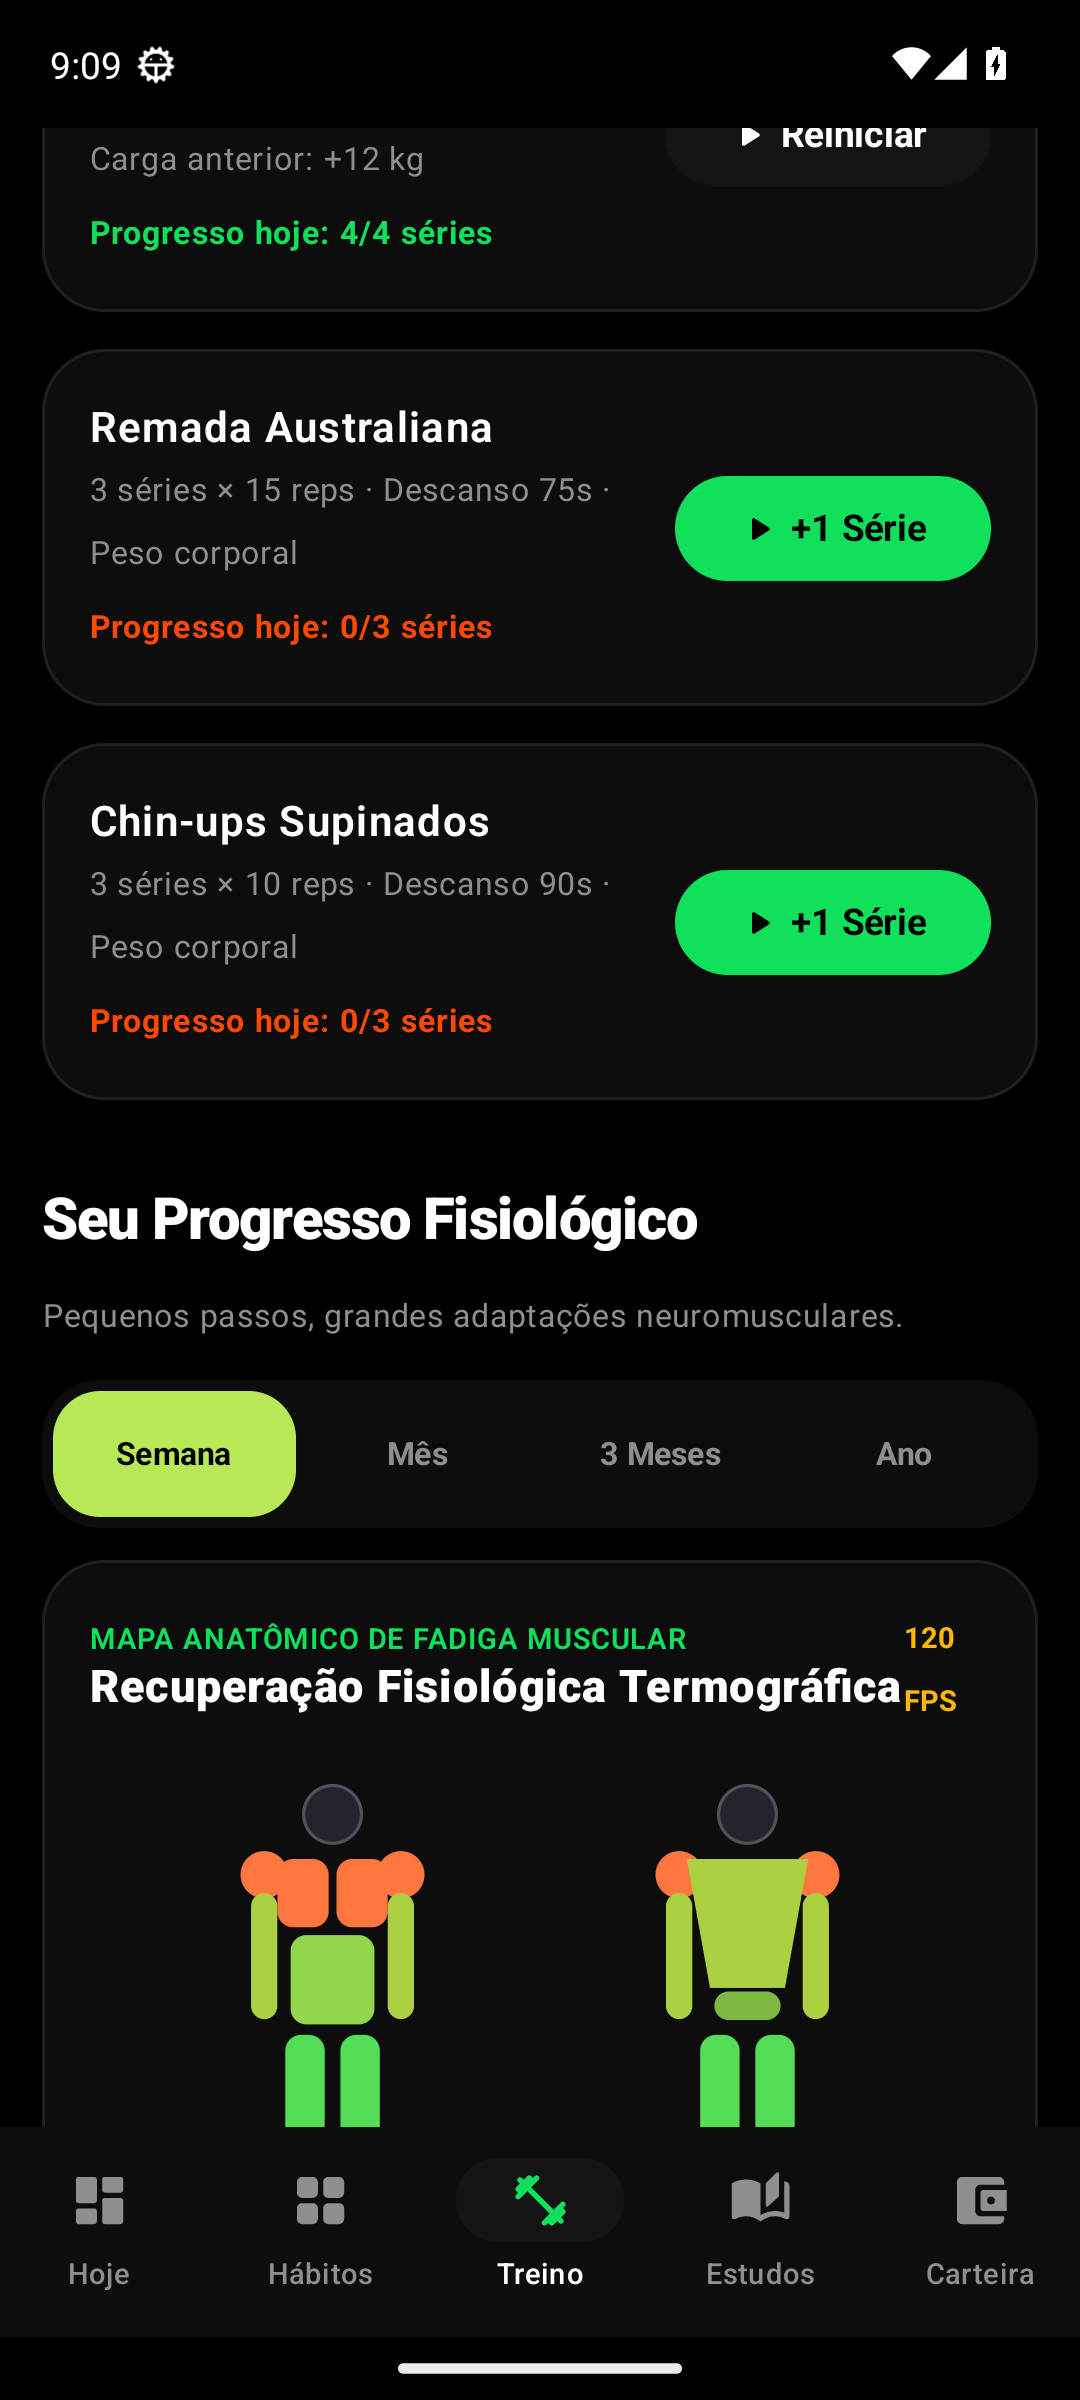 9:09
Carga anterior: +12 kg
Reiniciar
Progresso hoje: 4/4 séries
Remada Australiana
3 séries × 15 reps · Descanso 75s ·
Peso corporal
+1 Série
Progresso hoje: 0/3 séries
Chin-ups Supinados
3 séries × 10 reps · Descanso 90s ·
Peso corporal
+1 Série
Progresso hoje: 0/3 séries
Seu Progresso Fisiológico
Pequenos passos, grandes adaptações neuromusculares.
Semana
Mês
3 Meses
Ano
MAPA ANATÔMICO DE FADIGA MUSCULAR
Recuperação Fisiológica Termográfica
120
FPS
Hoje
Hábitos
Treino
Estudos
Carteira